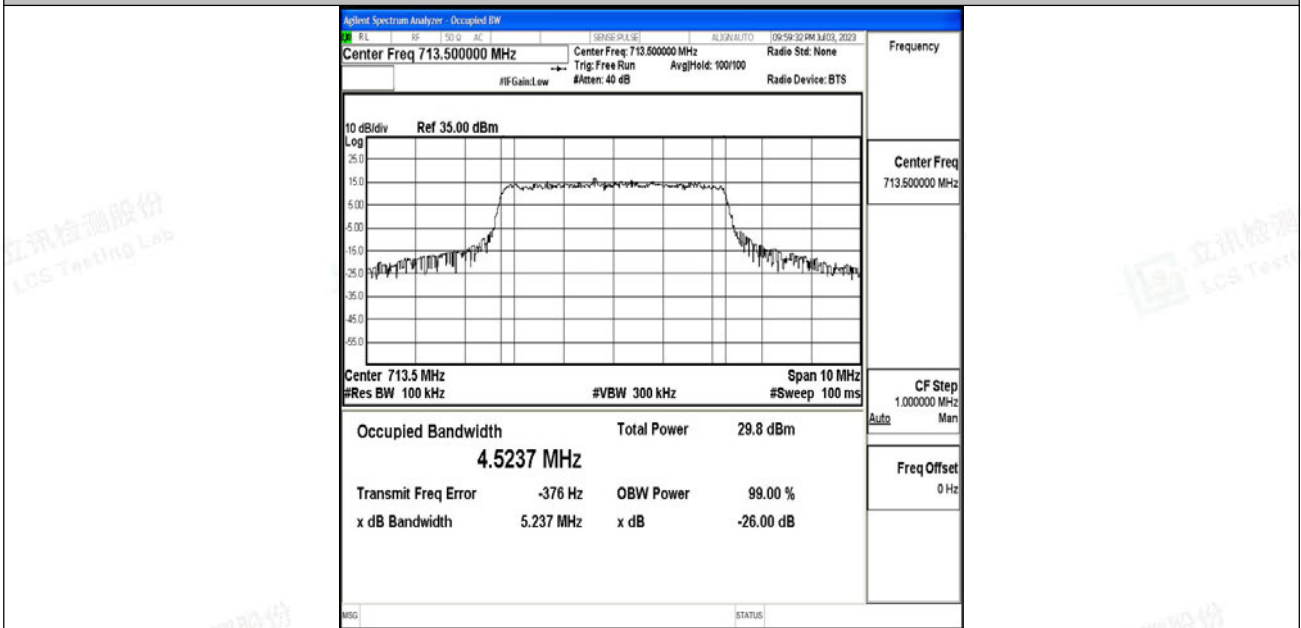 Agilent Spectrum Analyzer - Occupied BW
RL RF 50 Ω AC SENSE:PULSE ALIGN AUTO 09:59:32 PM Jul 03, 2023
Center Freq 713.500000 MHz
Center Freq: 713.500000 MHz
Radio Std: None
Trig: Free Run Avg|Hold: 100/100
#IFGain:Low #Atten: 40 dB
Radio Device: BTS
Frequency
10 dB/div Ref 35.00 dBm
Log
25.0
15.0
5.00
-5.00
-15.0
-25.0
-35.0
-45.0
-55.0
Center 713.5 MHz Span 10 MHz
#Res BW 100 kHz #VBW 300 kHz #Sweep 100 ms
Center Freq
713.500000 MHz
CF Step
1.000000 MHz
Auto Man
Freq Offset
0 Hz
Occupied Bandwidth Total Power 29.8 dBm
4.5237 MHz
Transmit Freq Error -376 Hz OBW Power 99.00 %
x dB Bandwidth 5.237 MHz x dB -26.00 dB
MSG STATUS
立讯检测股份
LCS Testing Lab
立讯检测
LCS Testi